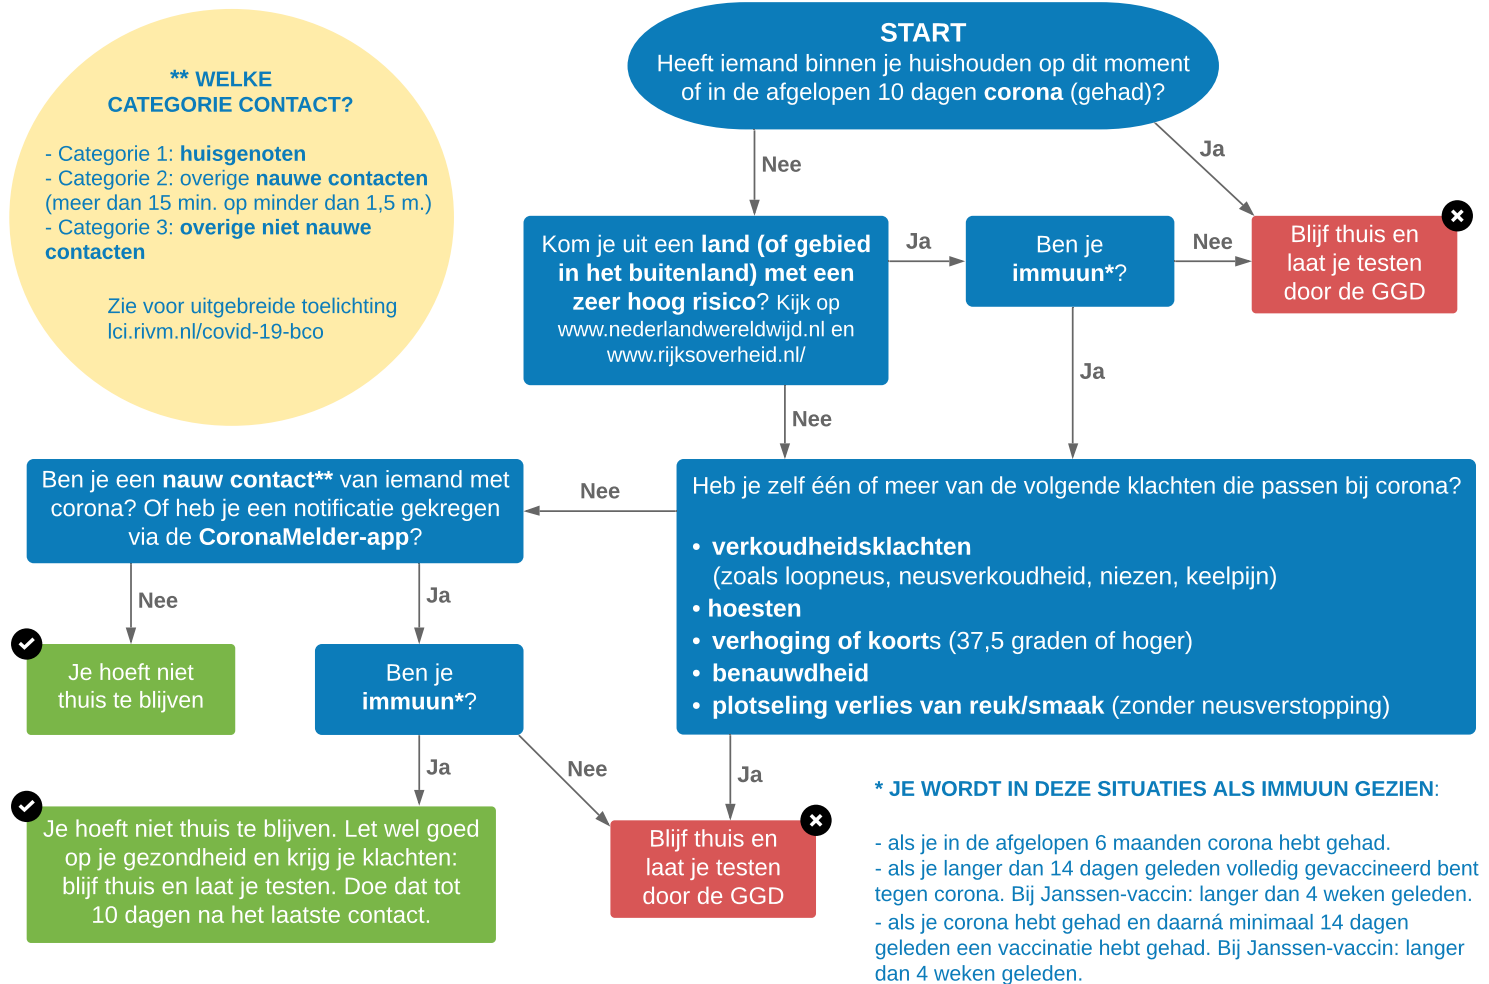 ** WELKE
CATEGORIE CONTACT?
- Categorie 1: huisgenoten
- Categorie 2: overige nauwe contacten
(meer dan 15 min. op minder dan 1,5 m.)
- Categorie 3: overige niet nauwe
contacten
Zie voor uitgebreide toelichting
lci.rivm.nl/covid-19-bco
START
Heeft iemand binnen je huishouden op dit moment
of in de afgelopen 10 dagen corona (gehad)?
Nee
Ja
Kom je uit een land (of gebied
in het buitenland) met een
zeer hoog risico? Kijk op
www.nederlandwereldwijd.nl en
www.rijksoverheid.nl/
Ja
Ben je
immuun*?
Nee
Blijf thuis en
laat je testen
door de GGD
Nee
Ja
Heb je zelf één of meer van de volgende klachten die passen bij corona?
• verkoudheidsklachten
(zoals loopneus, neusverkoudheid, niezen, keelpijn)
• hoesten
• verhoging of koorts (37,5 graden of hoger)
• benauwdheid
• plotseling verlies van reuk/smaak (zonder neusverstopping)
Nee
Ben je een nauw contact** van iemand met
corona? Of heb je een notificatie gekregen
via de CoronaMelder-app?
Nee
Ja
Je hoeft niet
thuis te blijven
Ben je
immuun*?
Ja
Nee
Ja
Je hoeft niet thuis te blijven. Let wel goed
op je gezondheid en krijg je klachten:
blijf thuis en laat je testen. Doe dat tot
10 dagen na het laatste contact.
Blijf thuis en
laat je testen
door de GGD
* JE WORDT IN DEZE SITUATIES ALS IMMUUN GEZIEN:
- als je in de afgelopen 6 maanden corona hebt gehad.
- als je langer dan 14 dagen geleden volledig gevaccineerd bent
tegen corona. Bij Janssen-vaccin: langer dan 4 weken geleden.
- als je corona hebt gehad en daarná minimaal 14 dagen
geleden een vaccinatie hebt gehad. Bij Janssen-vaccin: langer
dan 4 weken geleden.